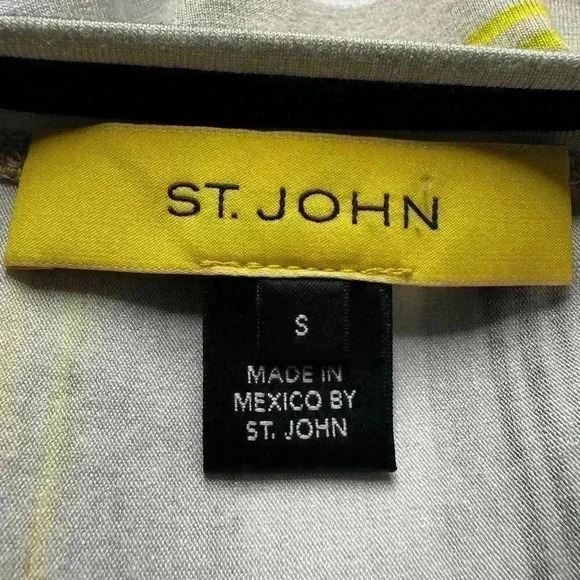 ST. JOHN
S
MADE IN
MEXICO BY
ST. JOHN